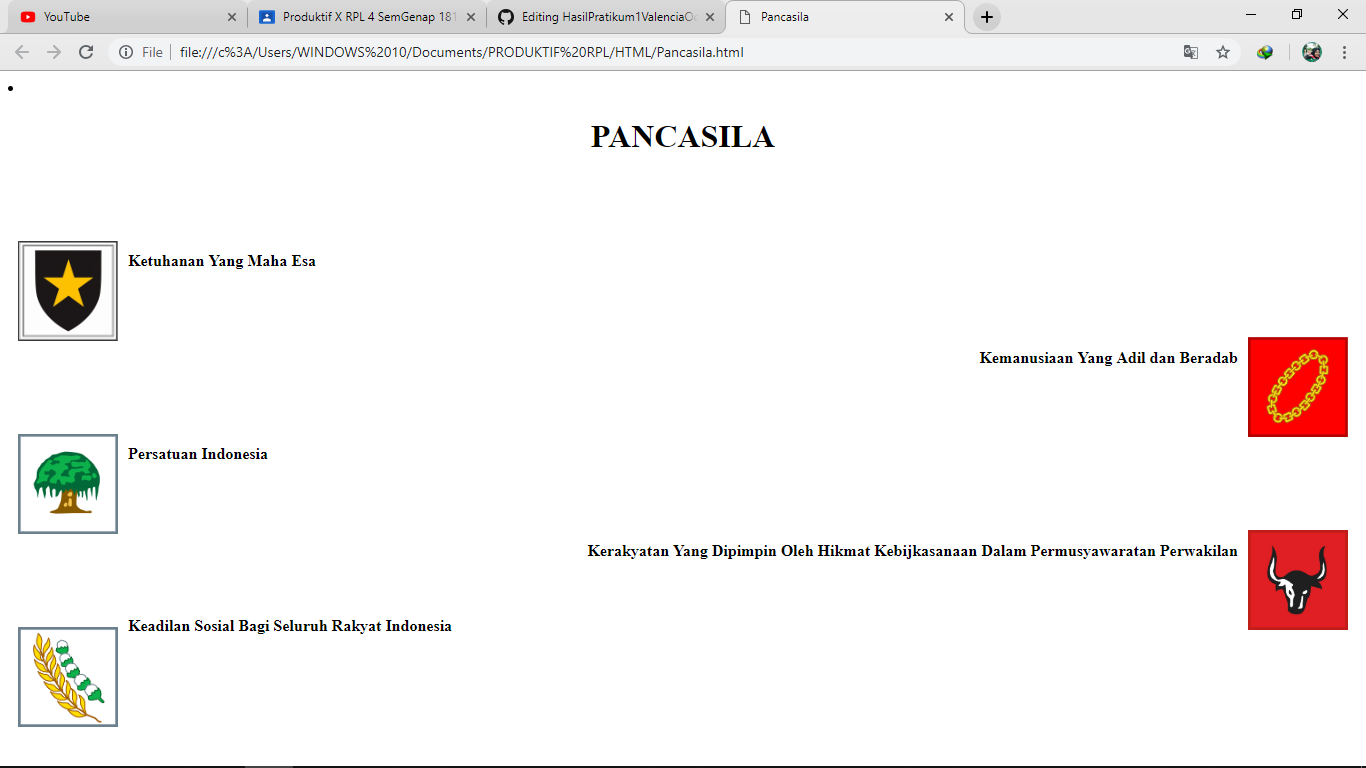 YouTube
Produktif X RPL 4 SemGenap 181
Editing HasilPratikum1ValenciaOc
Pancasila
File
file:///c%3A/Users/WINDOWS%2010/Documents/PRODUKTIF%20RPL/HTML/Pancasila.html
PANCASILA
Ketuhanan Yang Maha Esa
Kemanusiaan Yang Adil dan Beradab
Persatuan Indonesia
Kerakyatan Yang Dipimpin Oleh Hikmat Kebijkasanaan Dalam Permusyawaratan Perwakilan
Keadilan Sosial Bagi Seluruh Rakyat Indonesia